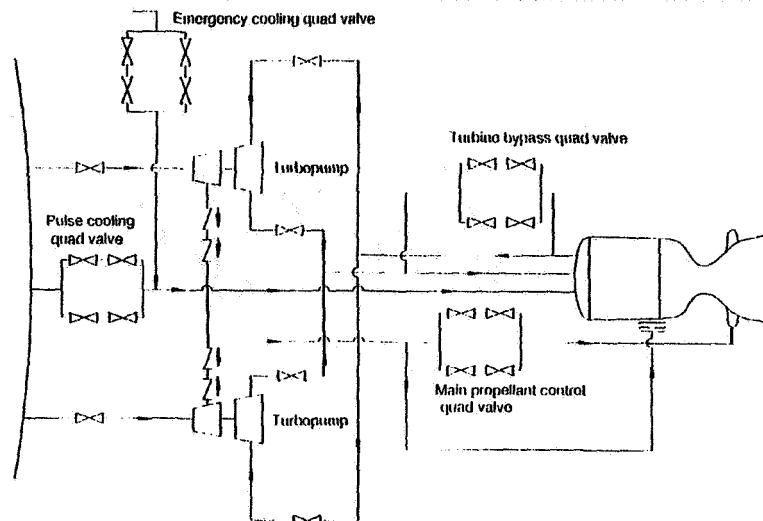 Emergency cooling quad valve
Turbopump
Turbine bypass quad valve
Pulse cooling
quad valve
Main propellant control
quad valve
Turbopump